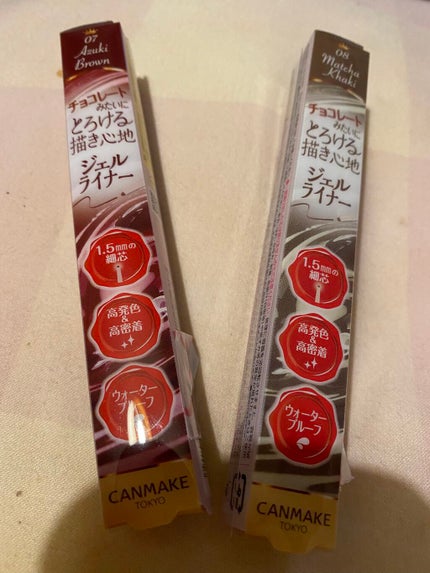 07
Azuki
Brown
チョコレート
みたいに
とろける
描き心地
ジェル
ライナー
1.5mmの
細芯
高発色
&
高密着
ウォーター
プルーフ
CANMAKE
TOKYO
08
Matcha
Khaki
チョコレート
みたいに
とろける
描き心地
ジェル
ライナー
1.5mmの
細芯
高発色
&
高密着
ウォーター
プルーフ
CANMAKE
TOKYO